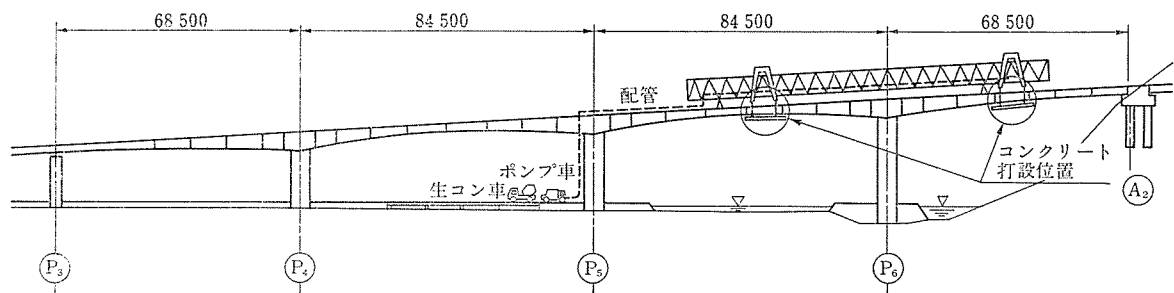 68 500
84 500
84 500
68 500
配管
ポンプ車
生コン車
コンクリート
打設位置
P₃
P₄
P₅
P₆
A₂